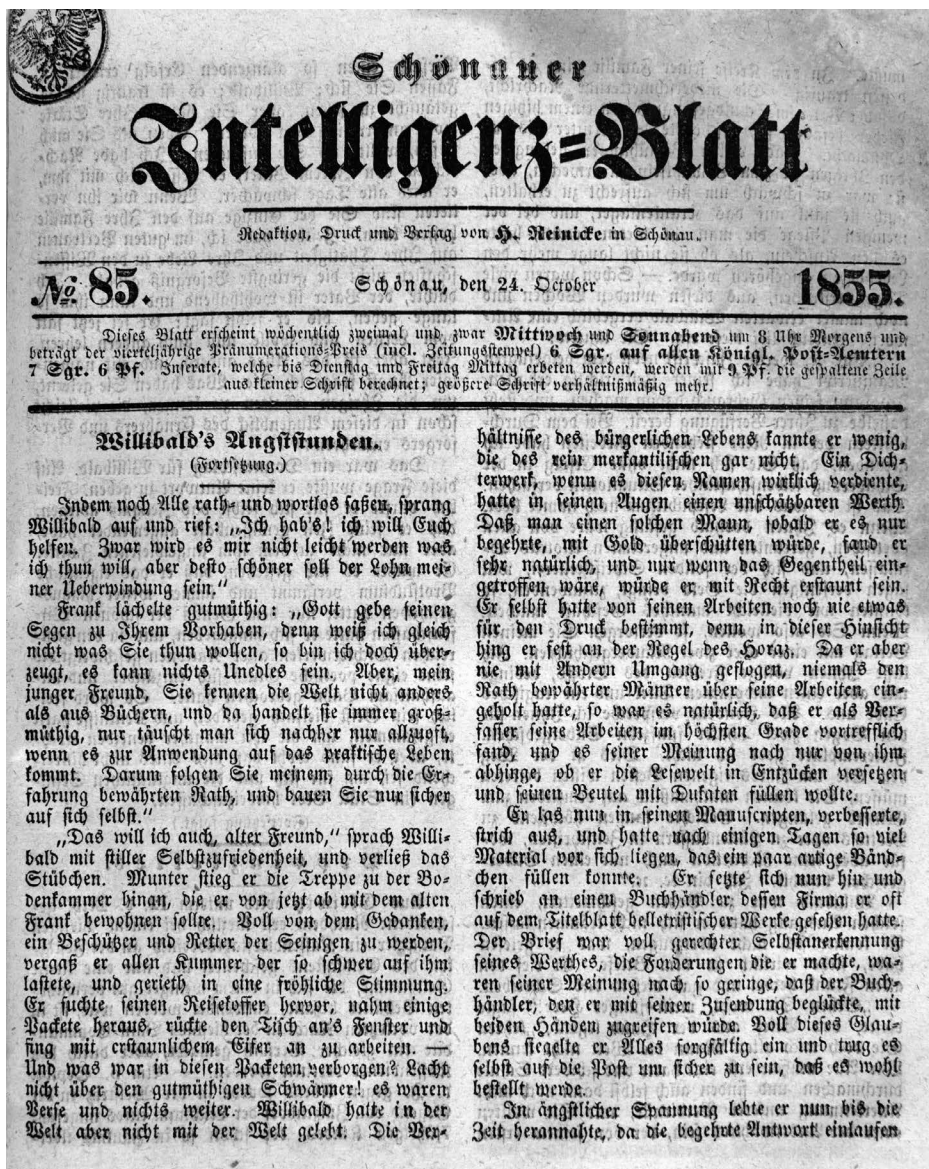 Schönauer
Intelligenz=Blatt
Redaktion, Druck und Verlag von H. Reinicke in Schönau.
No. 85.
Schönau, den 24. October
1855.
Dieses Blatt erscheint wöchentlich zweimal und zwar Mittwoch und Sonnabend um 8 Uhr Morgens und
beträgt der vierteljährige Pränumerations-Preis (incl. Zeitungsstempel) 6 Sgr. auf allen Königl. Post-Aemtern
7 Sgr. 6 Pf. Inserate, welche bis Dienstag und Freitag Mittag erbeten werden, werden mit 9 Pf. die gespaltene Zeile
aus kleiner Schrift berechnet; größere Schrift verhältnißmäßig mehr.
Willibald's Angststunden.
(Fortsetzung.)
Indem noch Alle rath- und wortlos saßen, sprang
Willibald auf und rief: „Ich hab's! ich will Euch
helfen. Zwar wird es mir nicht leicht werden was
ich thun will, aber desto schöner soll der Lohn mei-
ner Ueberwindung sein.“
Frank lächelte gutmüthig: „Gott gebe seinen
Segen zu Ihrem Vorhaben, denn weiß ich gleich
nicht was Sie thun wollen, so bin ich doch über-
zeugt, es kann nichts Unedles sein. Aber, mein
junger Freund, Sie kennen die Welt nicht anders
als aus Büchern, und da handelt sie immer groß-
müthig, nur täuscht man sich nachher nur allzuoft,
wenn es zur Anwendung auf das praktische Leben
kommt. Darum folgen Sie meinem, durch die Er-
fahrung bewährten Rath, und bauen Sie nur sicher
auf sich selbst.“
„Das will ich auch, alter Freund,“ sprach Willi-
bald mit stiller Selbstzufriedenheit, und verließ das
Stübchen. Munter stieg er die Treppe zu der Bo-
denkammer hinan, die er von jetzt ab mit dem alten
Frank bewohnen sollte. Voll von dem Gedanken,
ein Beschützer und Retter der Seinigen zu werden,
vergaß er allen Kummer der so schwer auf ihm
lastete, und gerieth in eine fröhliche Stimmung.
Er suchte seinen Reisekoffer hervor, nahm einige
Packete heraus, rückte den Tisch an's Fenster und
fing mit erstaunlichem Eifer an zu arbeiten. —
Und was war in diesen Packeten verborgen? Lacht
nicht über den gutmüthigen Schwärmer! es waren
Verse und nichts weiter. Willibald hatte in der
Welt aber nicht mit der Welt gelebt. Die Ver-
hältnisse des bürgerlichen Lebens kannte er wenig,
die des rein merkantilischen gar nicht. Ein Dich-
terwerk, wenn es diesen Namen wirklich verdiente,
hatte in seinen Augen einen unschätzbaren Werth.
Daß man einen solchen Mann, sobald er es nur
begehrte, mit Gold überschütten würde, fand er
sehr natürlich, und nur wenn das Gegentheil ein-
getroffen wäre, würde er mit Recht erstaunt sein.
Er selbst hatte von seinen Arbeiten noch nie etwas
für den Druck bestimmt, denn in dieser Hinsicht
hing er fest an der Regel des Horaz. Da er aber
nie mit Andern Umgang geslogen, niemals den
Rath bewährter Männer über seine Arbeiten ein-
geholt hatte, so war es natürlich, daß er als Ver-
fasser seine Arbeiten im höchsten Grade vortrefflich
fand, und es seiner Meinung nach nur von ihm
abhinge, ob er die Lesewelt in Entzücken versetzen
und seinen Beutel mit Dukaten füllen wollte.
Er las nun in seinen Manuscripten, verbesserte,
strich aus, und hatte nach einigen Tagen so viel
Material vor sich liegen, das ein paar artige Bänd-
chen füllen konnte. Er setzte sich nun hin und
schrieb an einen Buchhändler dessen Firma er oft
auf dem Titelblatt belletristischer Werke gesehen hatte.
Der Brief war voll gerechter Selbstanerkennung
seines Werthes, die Forderungen die er machte, wa-
ren seiner Meinung nach so geringe, daß der Buch-
händler, den er mit seiner Zusendung beglückte, mit
beiden Händen zugreifen würde. Voll dieses Glau-
bens siegelte er Alles sorgfältig ein und trug es
selbst auf die Post um sicher zu sein, daß es wohl
bestellt werde.
In ängstlicher Spannung lebte er nun bis die
Zeit herannahte, da die begehrte Antwort einlaufen